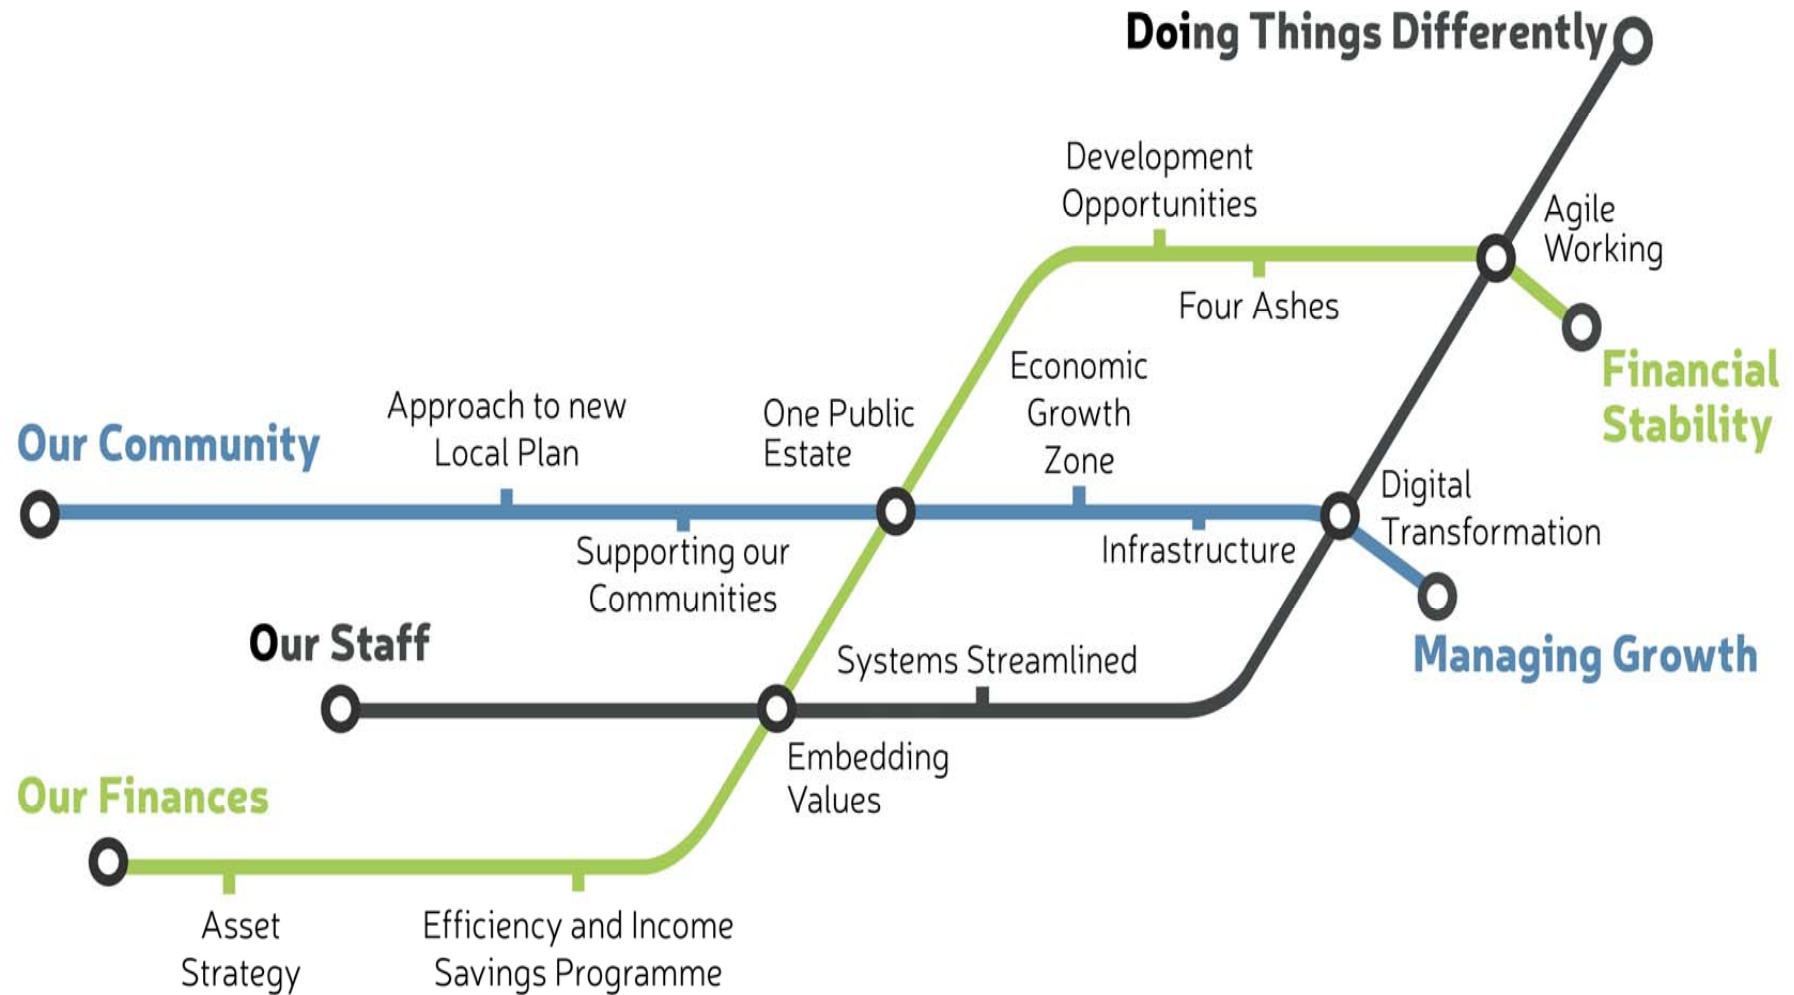 Doing Things Differently
Development
Opportunities
Agile
Working
Four Ashes
Financial
Stability
Economic
Growth
Zone
Approach to new
Local Plan
One Public
Estate
Our Community
Digital
Transformation
Supporting our
Communities
Infrastructure
Our Staff
Systems Streamlined
Managing Growth
Embedding
Values
Our Finances
Asset
Strategy
Efficiency and Income
Savings Programme